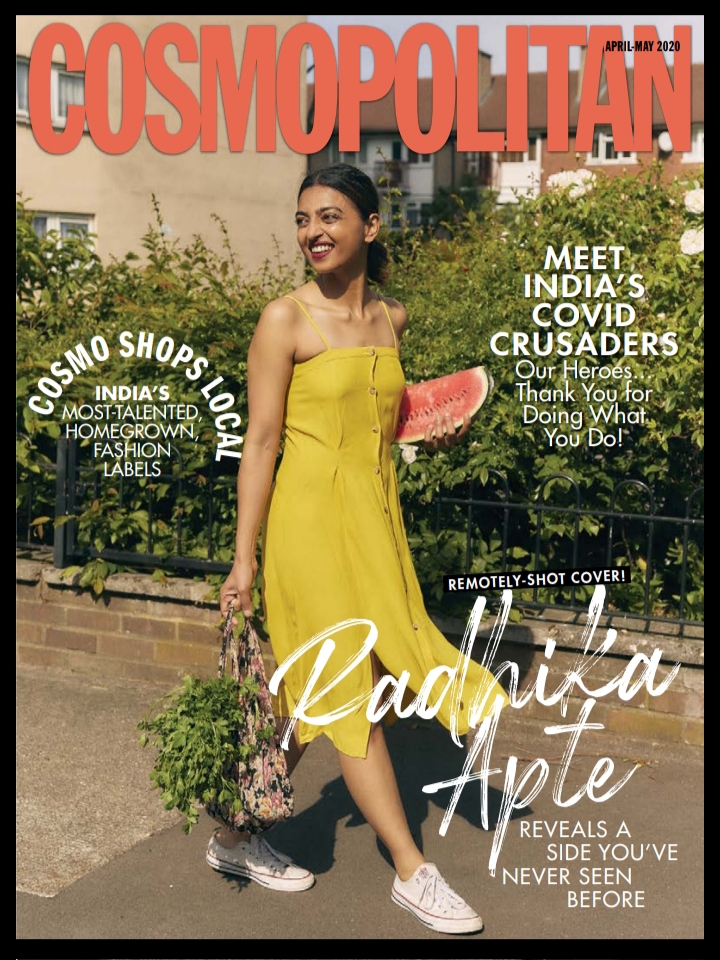 COSMOPOLITAN
APRIL-MAY 2020
MEET
INDIA'S
COVID
CRUSADERS
Our Heroes...
Thank You for
Doing What
You Do!
COSMO SHOPS LOCAL
INDIA'S
MOST-TALENTED,
HOMEGROWN,
FASHION
LABELS
REMOTELY-SHOT COVER!
Radhika
Apte
REVEALS A
SIDE YOU'VE
NEVER SEEN
BEFORE